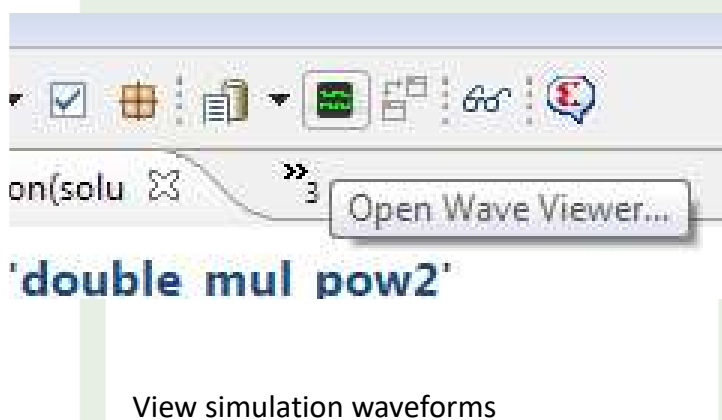 on(solu
3
Open Wave Viewer...
'double mul pow2'
View simulation waveforms